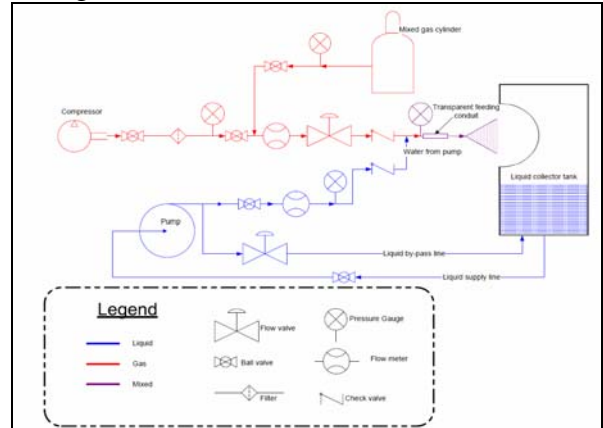 Mixed gas cylinder
Compressor
Transparent feeding
conduit
Water from pump
Liquid collector tank
Pump
Liquid by-pass line
Liquid supply line
Legend
Liquid
Gas
Mixed
Flow valve
Ball valve
Filler
Pressure Gauge
Flow meter
Check valve